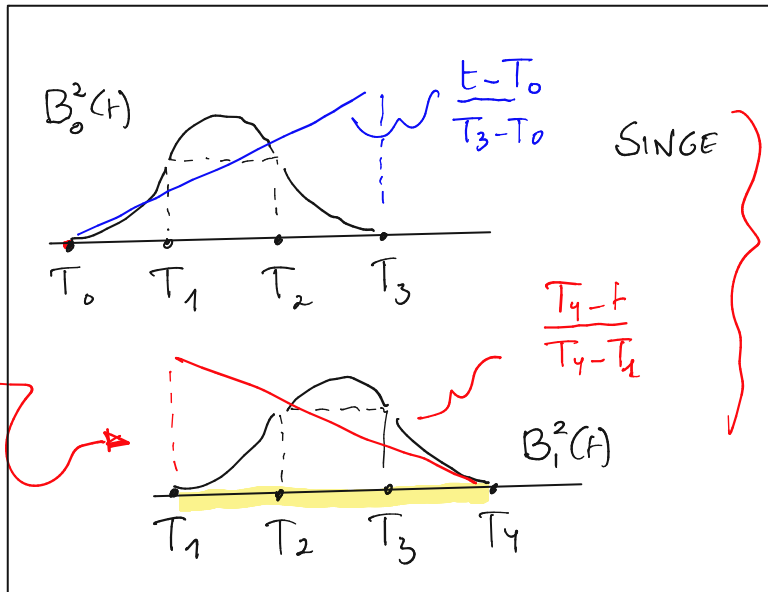 B₀²(t)
t-T₀
T₃-T₀
SINGE
T₀ T₁ T₂ T₃
T₄-t
T₄-T₁
B₁²(t)
T₁ T₂ T₃ T₄